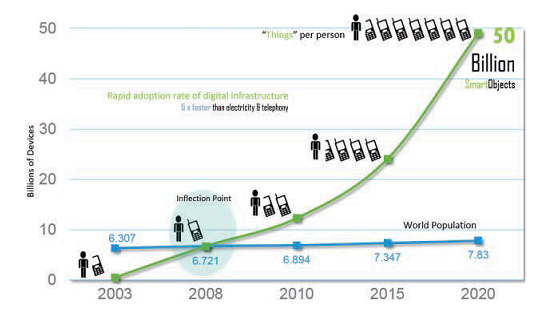 50
"Things" per person
50
Billion
SmartObjects
40
Rapid adoption rate of digital infrastructure
5 x faster than electricity & telephony
30
Billions of Devices
20
Inflection Point
10
6.307
World Population
6.721
6.894
7.347
7.83
0
2003
2008
2010
2015
2020